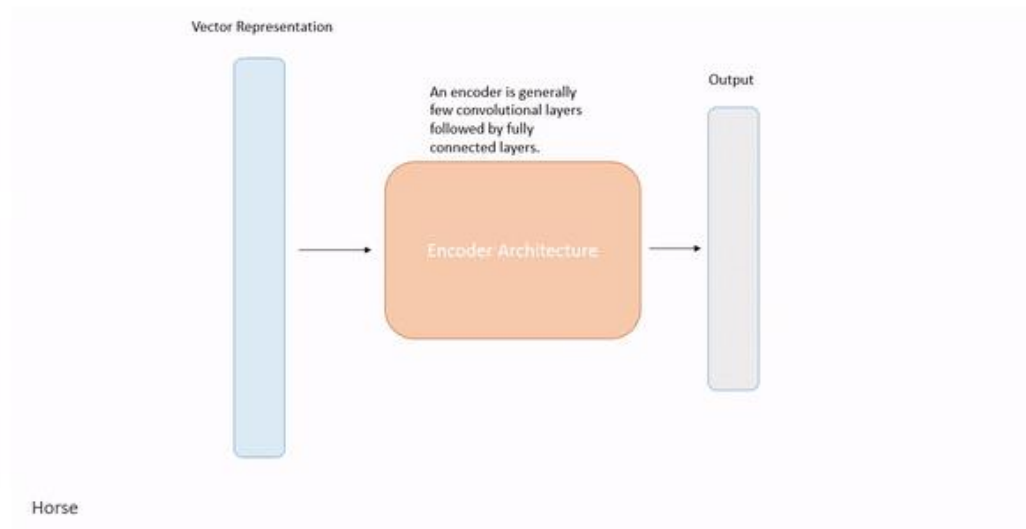 Vector Representation
Output
An encoder is generally
few convolutional layers
followed by fully
connected layers.
Encoder Architecture
Horse